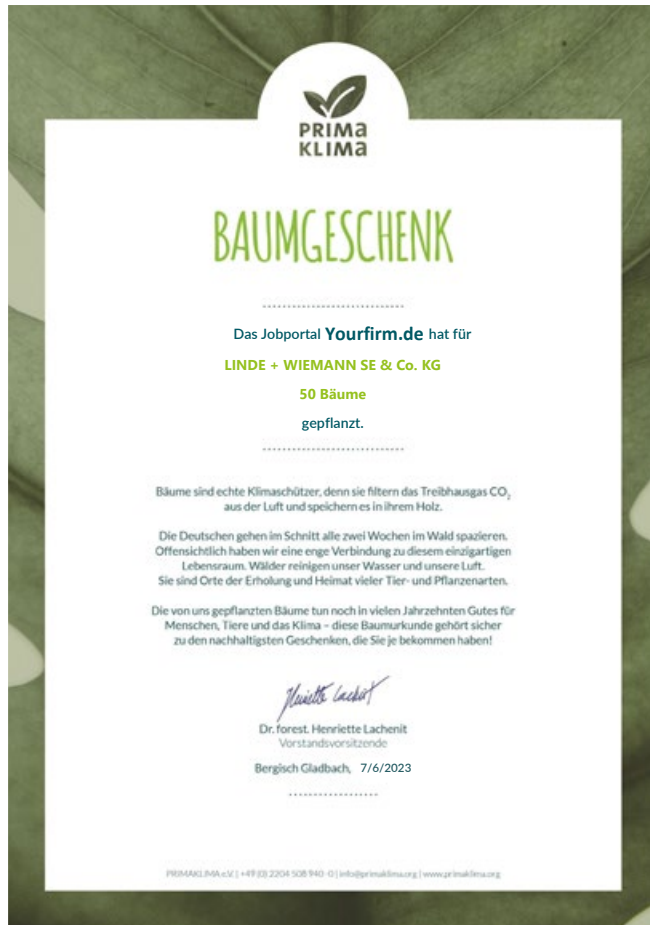 PRIMa
KLIMa
BAUMGESCHENK
Das Jobportal Yourfirm.de hat für
LINDE + WIEMANN SE & Co. KG
50 Bäume
gepflanzt.
Bäume sind echte Klimaschützer, denn sie filtern das Treibhausgas CO₂
aus der Luft und speichern es in ihrem Holz.
Die Deutschen gehen im Schnitt alle zwei Wochen im Wald spazieren.
Offensichtlich haben wir eine enge Verbindung zu diesem einzigartigen
Lebensraum. Wälder reinigen unser Wasser und unsere Luft.
Sie sind Orte der Erholung und Heimat vieler Tier- und Pflanzenarten.
Die von uns gepflanzten Bäume tun noch in vielen Jahrzehnten Gutes für
Menschen, Tiere und das Klima – diese Baumurkunde gehört sicher
zu den nachhaltigsten Geschenken, die Sie je bekommen haben!
Henriette Lachenit
Dr. forest. Henriette Lachenit
Vorstandsvorsitzende
Bergisch Gladbach, 7/6/2023
PRIMAKLIMA e.V. | +49 (0) 2204 508 940-0 | info@primaklima.org | www.primaklima.org